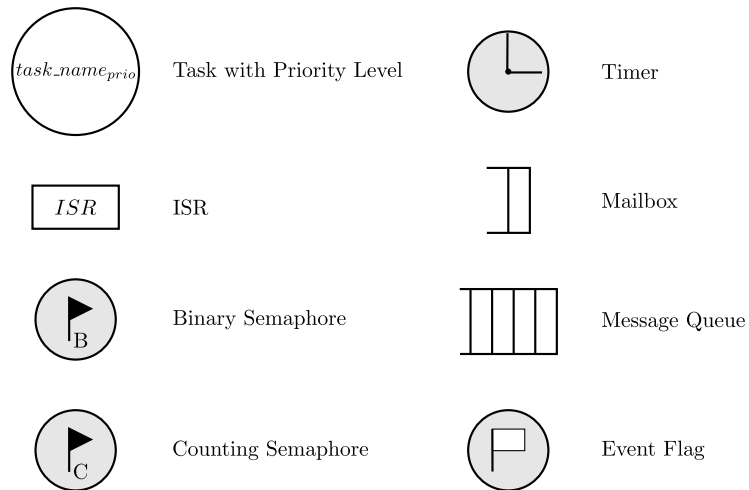 task_name_prio Task with Priority Level
Timer
ISR ISR
Mailbox
B Binary Semaphore
Message Queue
C Counting Semaphore
Event Flag